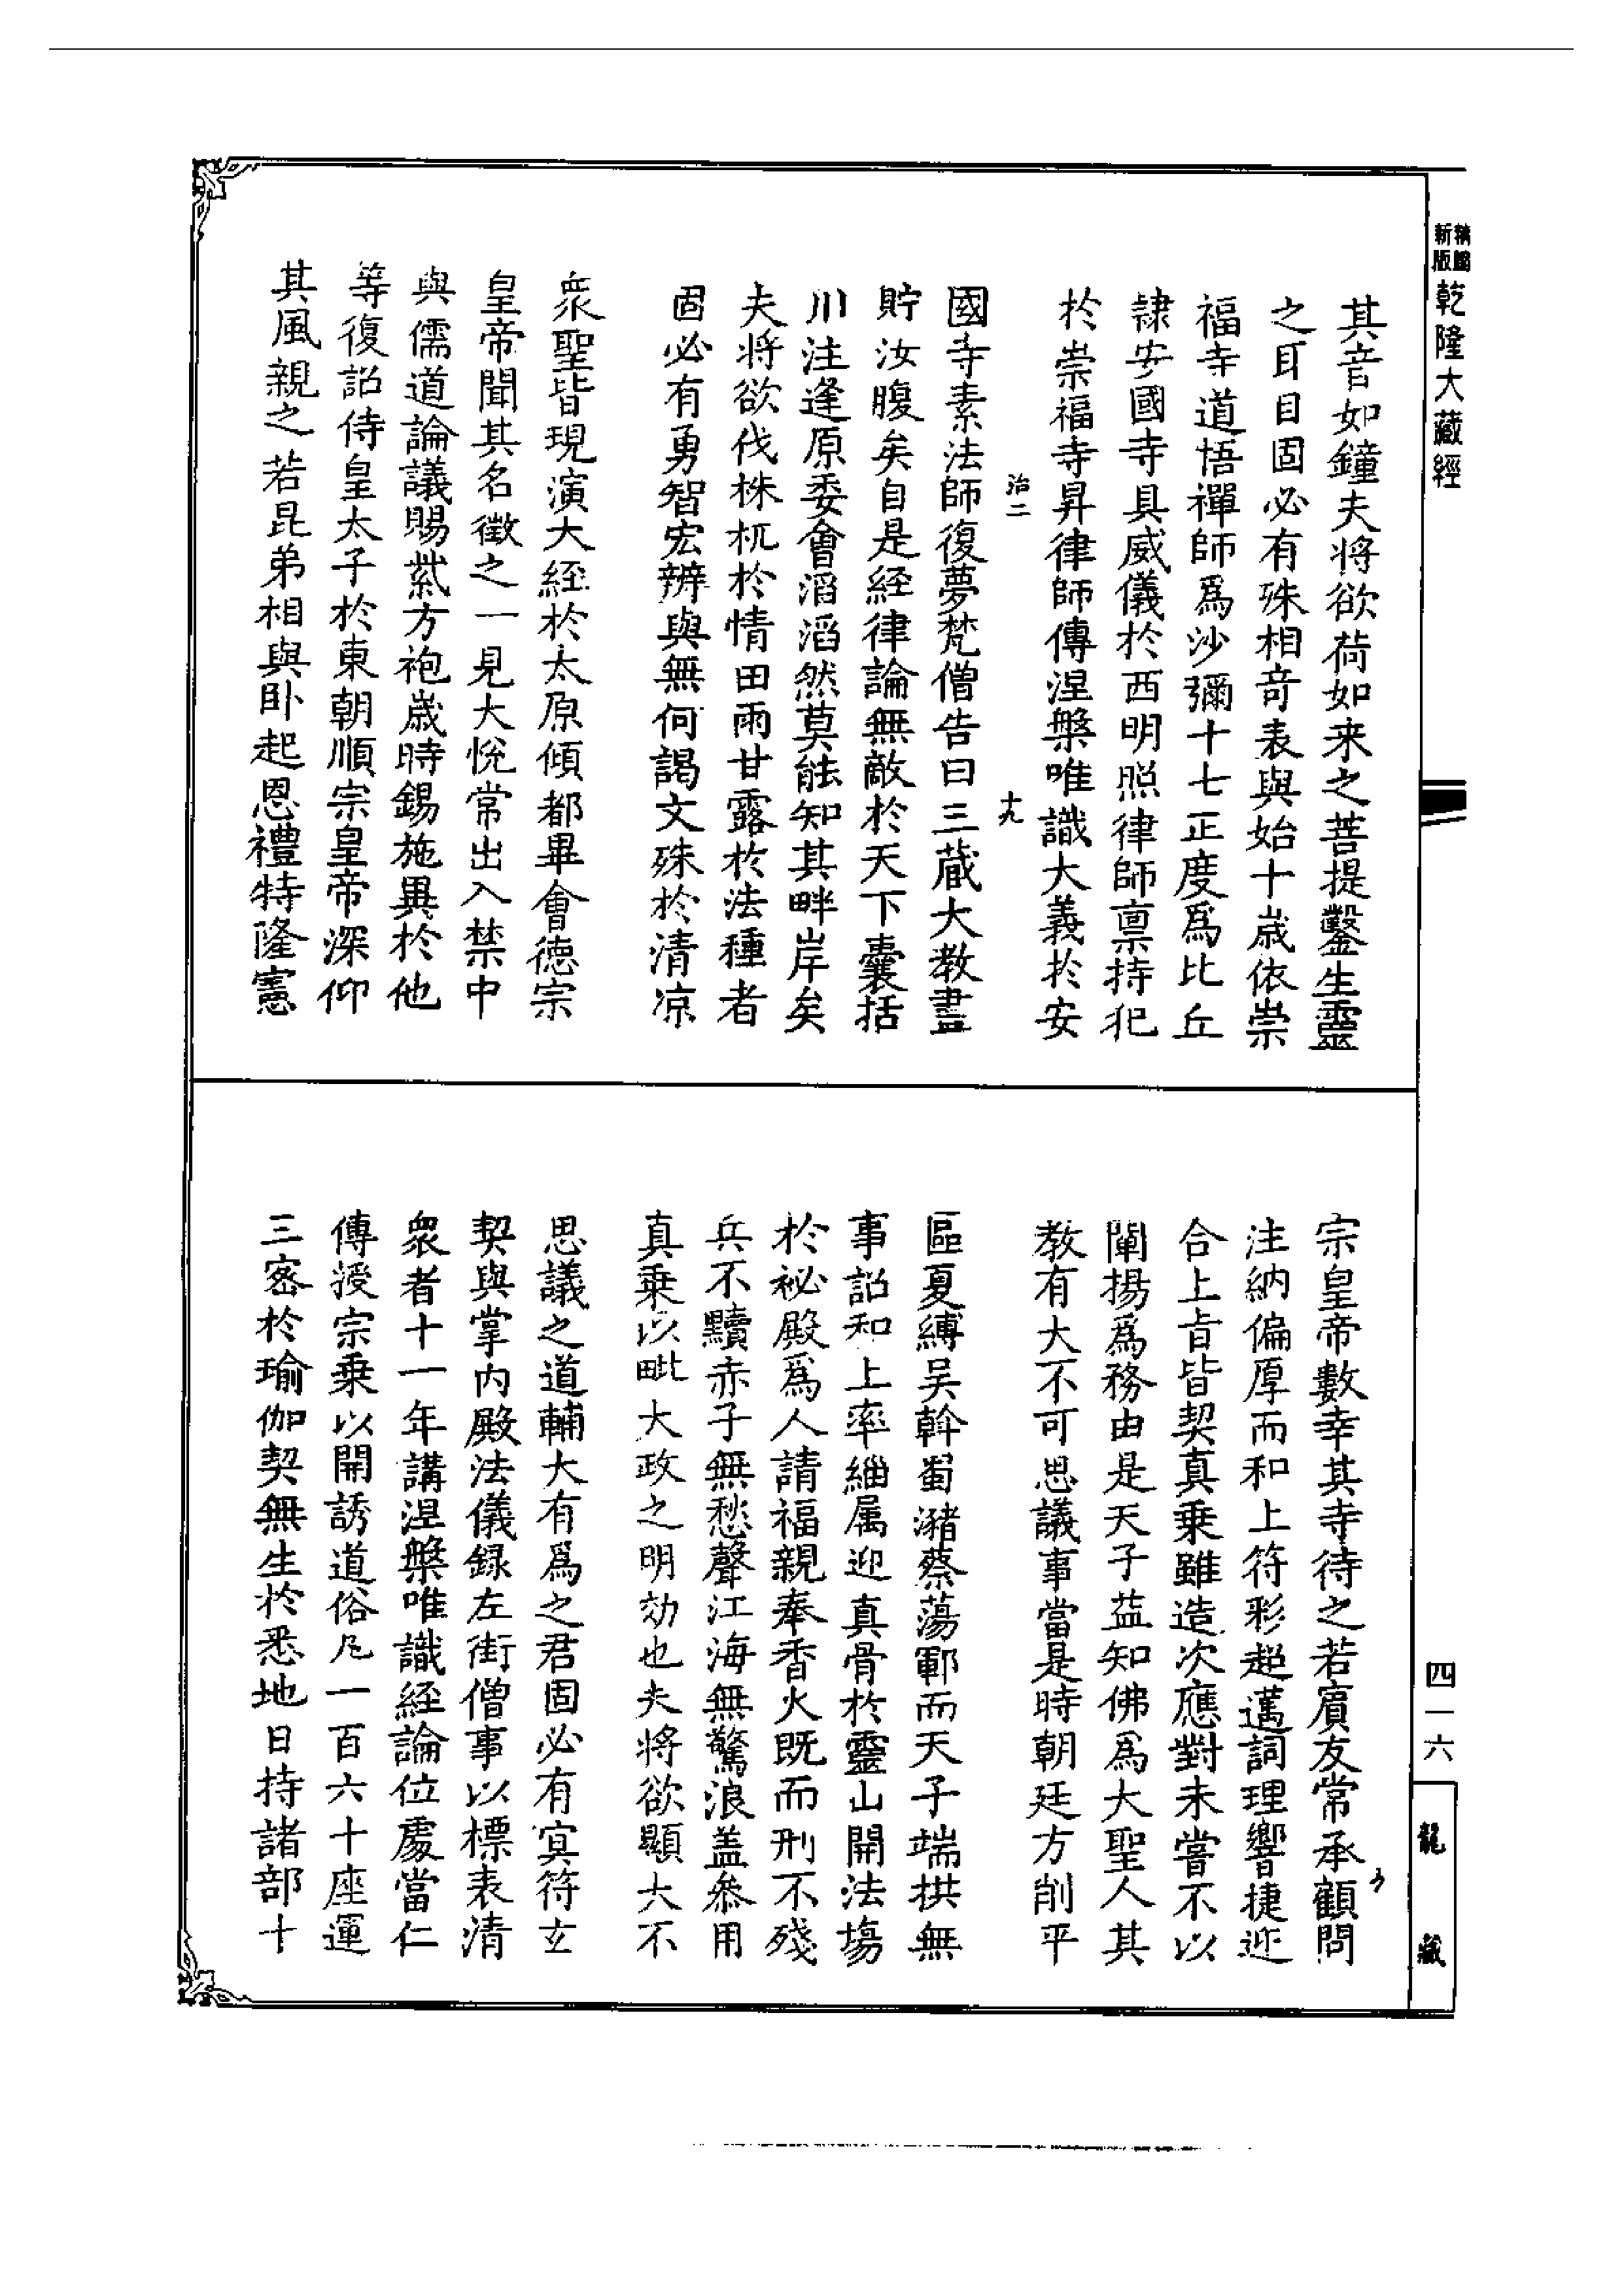 精繕新版乾隆大藏經
其音如鐘夫將欲荷如来之菩提鑿生靈
之耳目固必有殊相竒表與始十歲依崇
福寺道悟禪師爲沙彌十七正度爲比丘
隷安國寺具威儀於西明照律師禀持犯
於崇福寺昇律師傳涅槃唯識大義於安
治二 十九
國寺素法師復夢梵僧告曰三藏大教盡
貯汝腹矣自是經律論無敵於天下囊括
川注逢原委會滔滔然莫能知其畔岸矣
夫將欲伐株杌於情田雨甘露於法種者
固必有勇智宏辨與無何謁文殊於清凉
衆聖皆現演大經於太原傾都畢會德宗
皇帝聞其名徵之一見大悅常出入禁中
與儒道論議賜紫方袍歲時錫施異於他
等復詔侍皇太子於東朝順宗皇帝深仰
其風親之若昆弟相與卧起恩禮特隆憲
宗皇帝數幸其寺待之若賓友常承顧問
注納偏厚而和上符彩超邁詞理響捷迎
合上旨皆契真乗雖造次應對未嘗不以
闡揚爲務由是天子益知佛爲大聖人其
教有大不可思議事當是時朝廷方削平
區夏縛吴斡蜀瀦蔡蕩鄆而天子端拱無
事詔和上率緇属迎真骨於靈山開法塲
於祕殿爲人請福親奉香火既而刑不殘
兵不黷赤子無愁聲江海無驚浪盖叅用
真乗以毗大政之明効也夫將欲顯大不
思議之道輔大有爲之君固必有冥符玄
契與掌内殿法儀録左街僧事以標表清
衆者十一年講涅槃唯識經論位處當仁
傳授宗乗以開誘道俗凡一百六十座運
三密於瑜伽契無生於悉地日持諸部十
四一六
龍藏